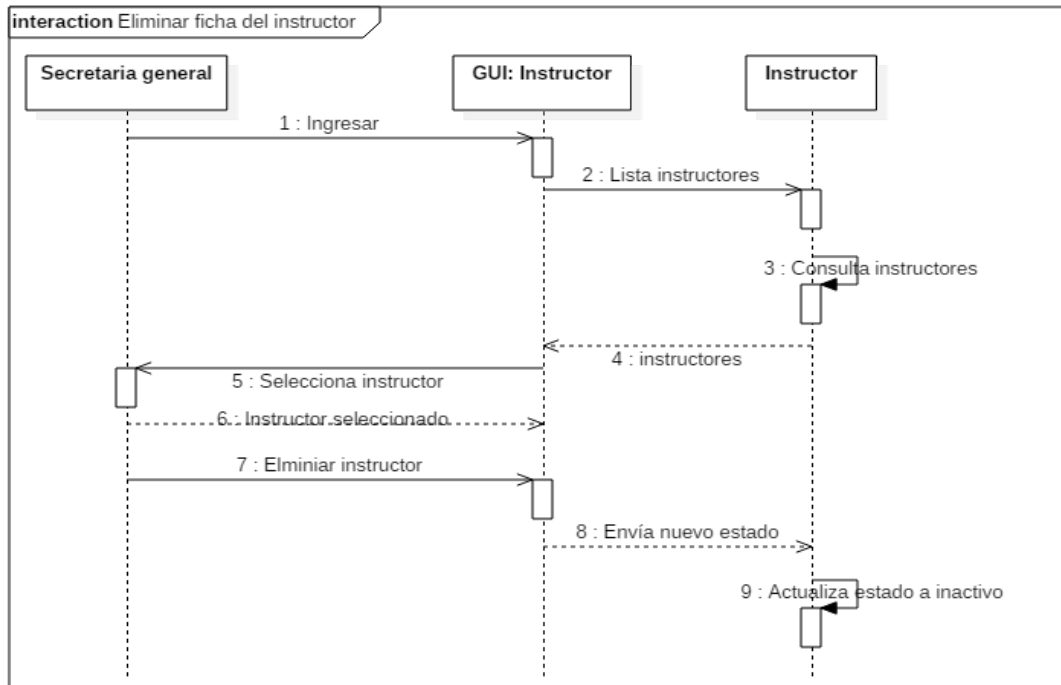 interaction Eliminar ficha del instructor
Secretaria general
GUI: Instructor
Instructor
1 : Ingresar
2 : Lista instructores
3 : Consulta instructores
4 : instructores
5 : Selecciona instructor
6 : Instructor seleccionado
7 : Elminiar instructor
8 : Envía nuevo estado
9 : Actualiza estado a inactivo